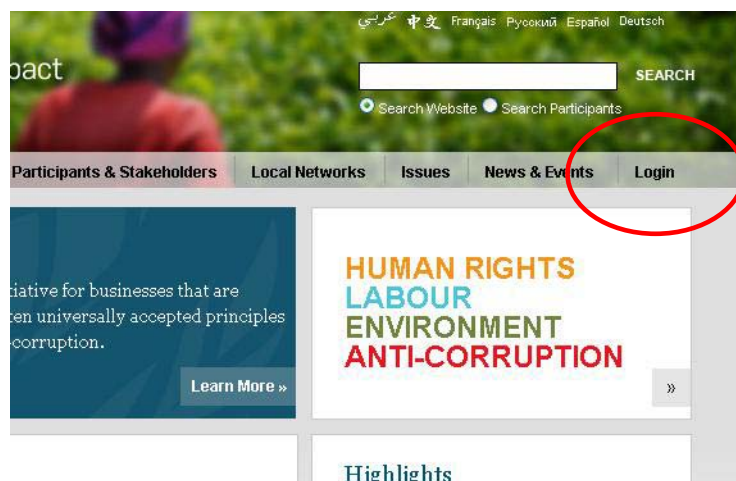 عربي 中文 Français Русский Español Deutsch
pact
SEARCH
Search Website Search Participants
Participants & Stakeholders Local Networks Issues News & Events Login
tiative for businesses that are
ten universally accepted principles
-corruption.
Learn More »
HUMAN RIGHTS
LABOUR
ENVIRONMENT
ANTI-CORRUPTION
»
Highlights